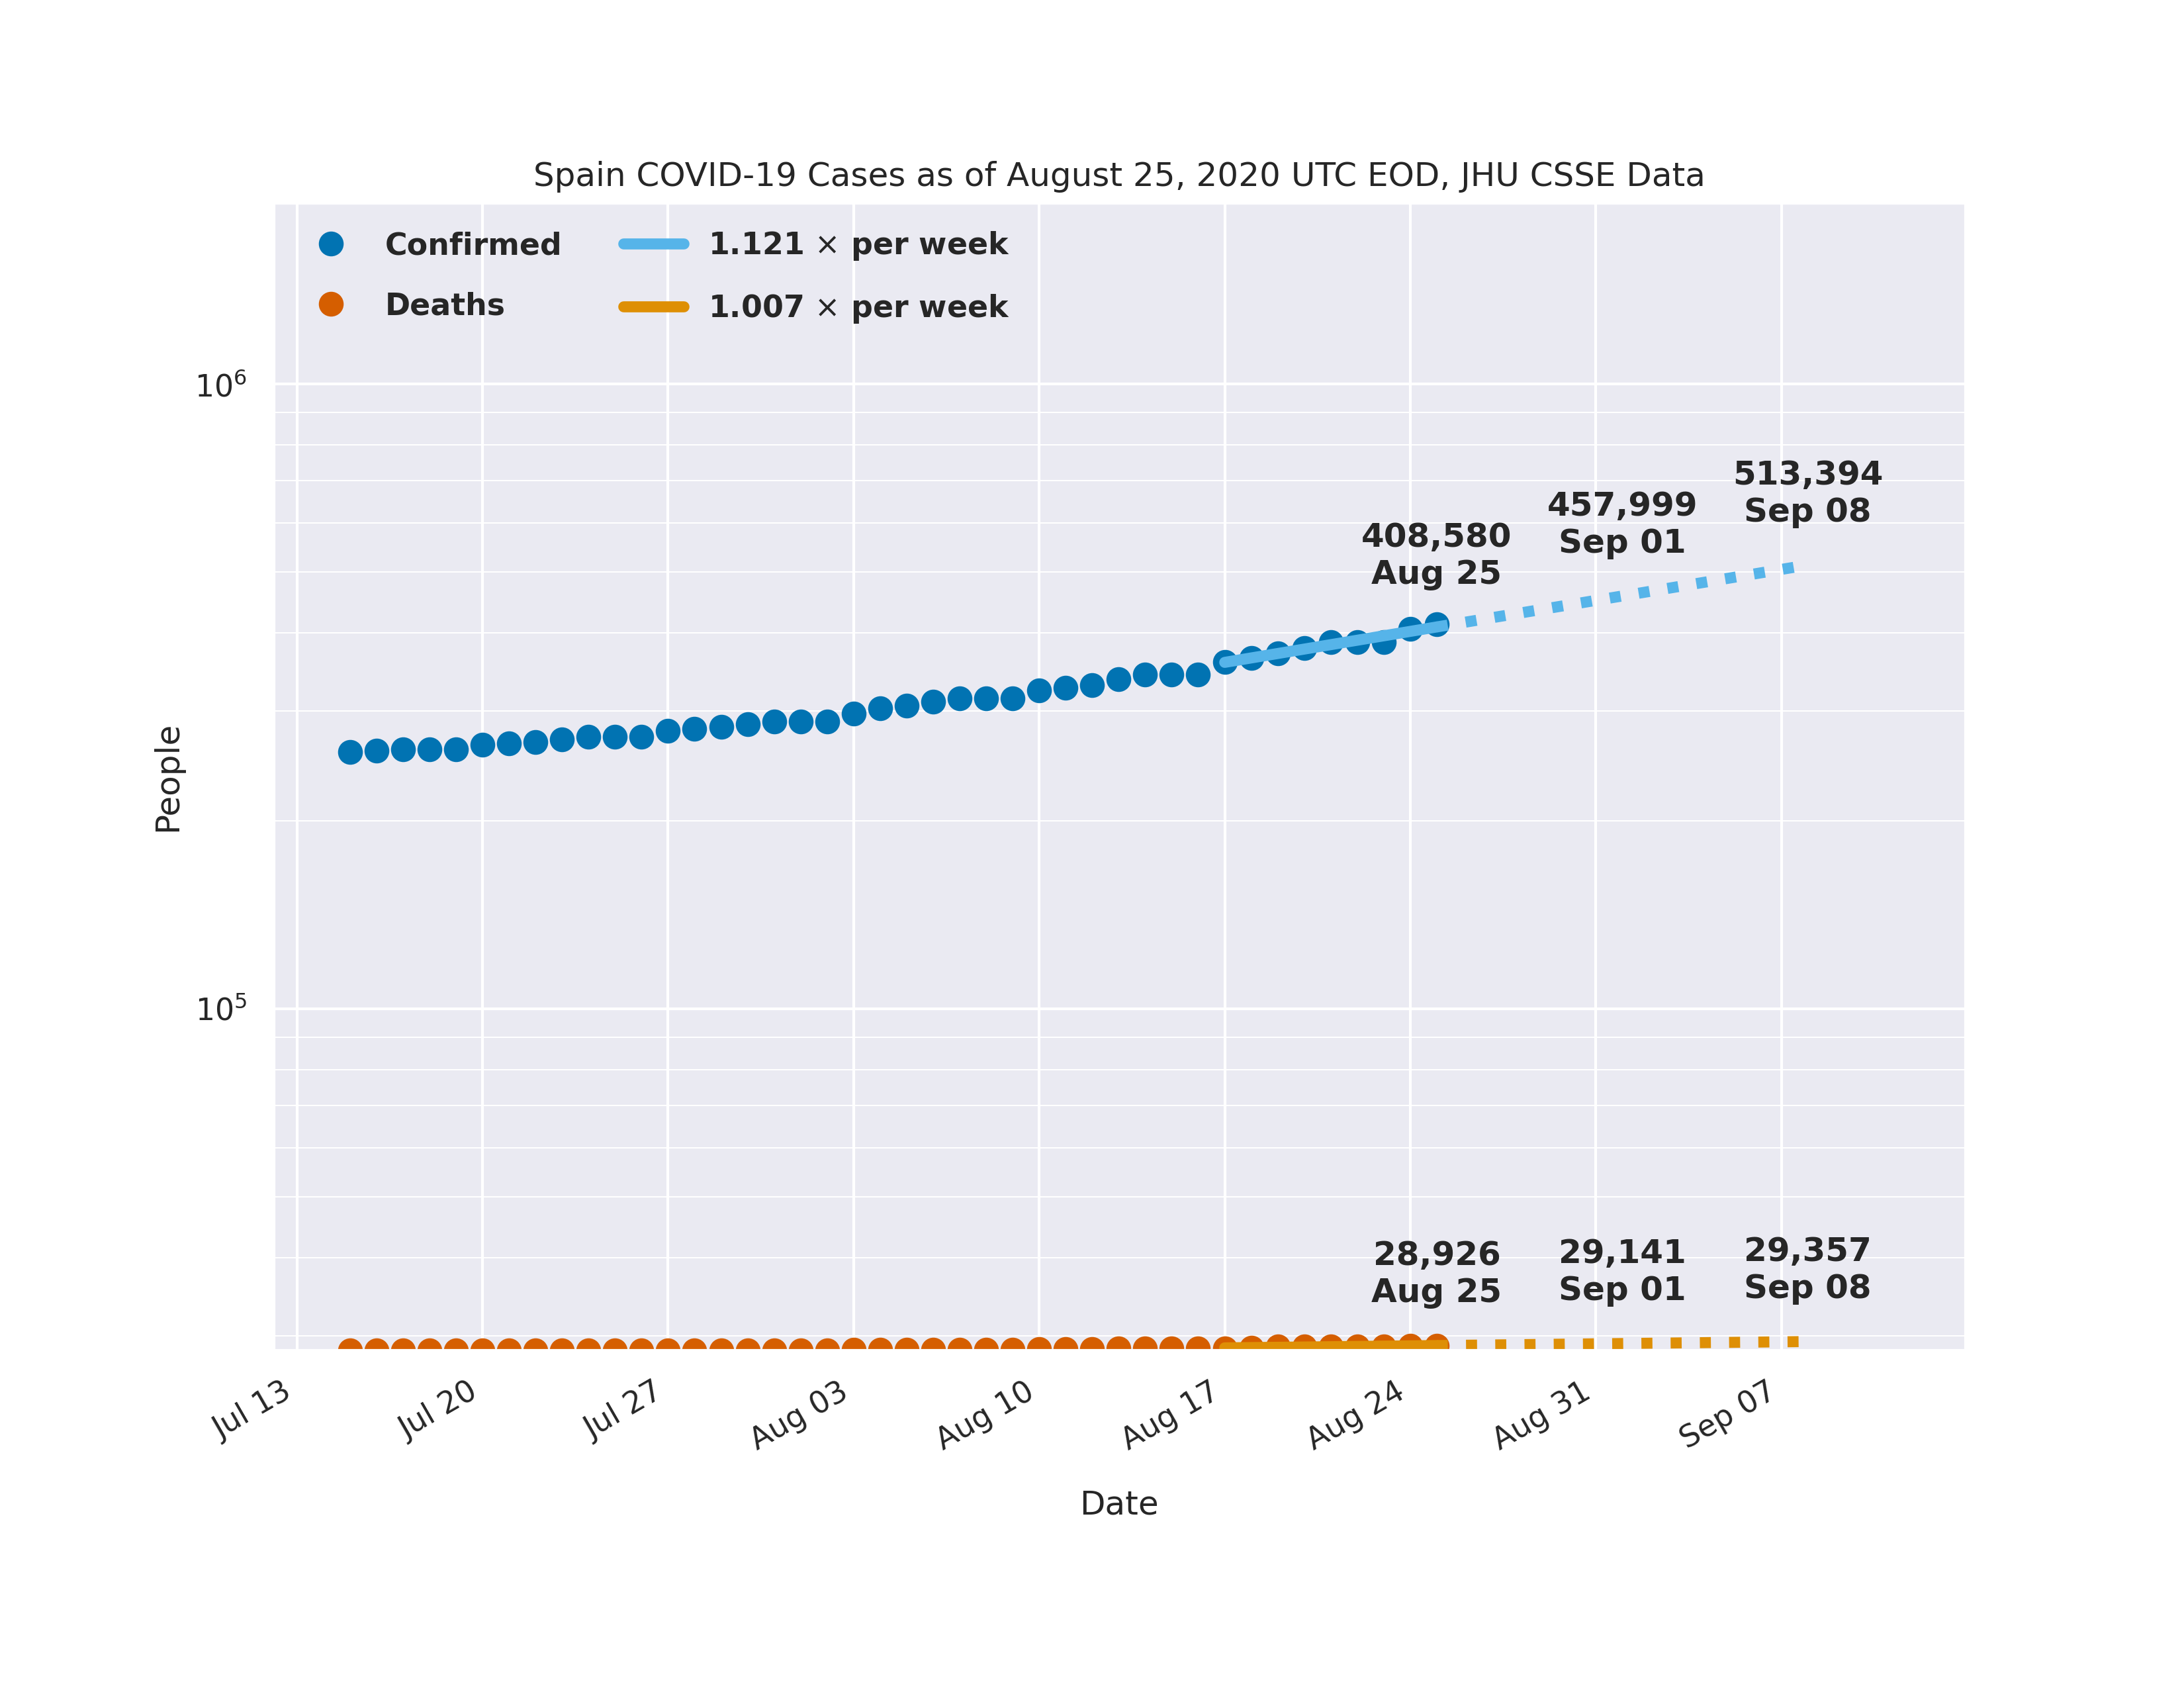 Spain COVID-19 Cases as of August 25, 2020 UTC EOD, JHU CSSE Data
Confirmed
Deaths
1.121 × per week
1.007 × per week
10⁶
10⁵
People
408,580
Aug 25
457,999
Sep 01
513,394
Sep 08
28,926
Aug 25
29,141
Sep 01
29,357
Sep 08
Jul 13
Jul 20
Jul 27
Aug 03
Aug 10
Aug 17
Aug 24
Aug 31
Sep 07
Date